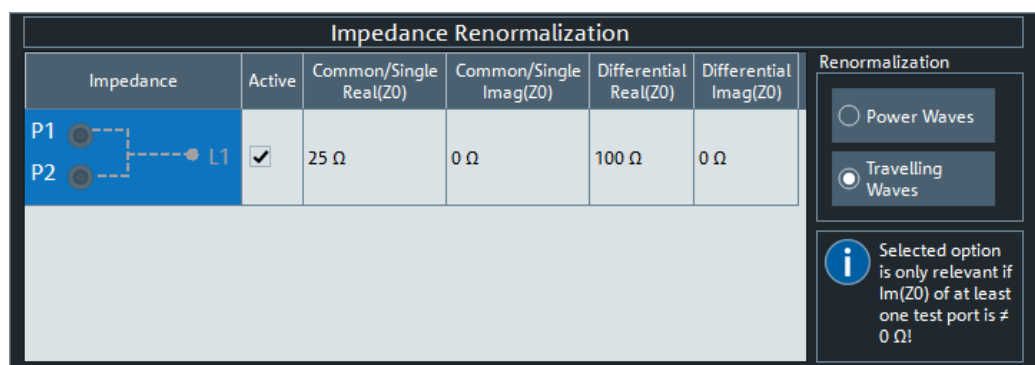 Impedance Renormalization
Impedance
Active
Common/Single
Real(Z0)
Common/Single
Imag(Z0)
Differential
Real(Z0)
Differential
Imag(Z0)
P1
P2
L1
25 Ω
0 Ω
100 Ω
0 Ω
Renormalization
Power Waves
Travelling
Waves
Selected option
is only relevant if
Im(Z0) of at least
one test port is ≠
0 Ω!